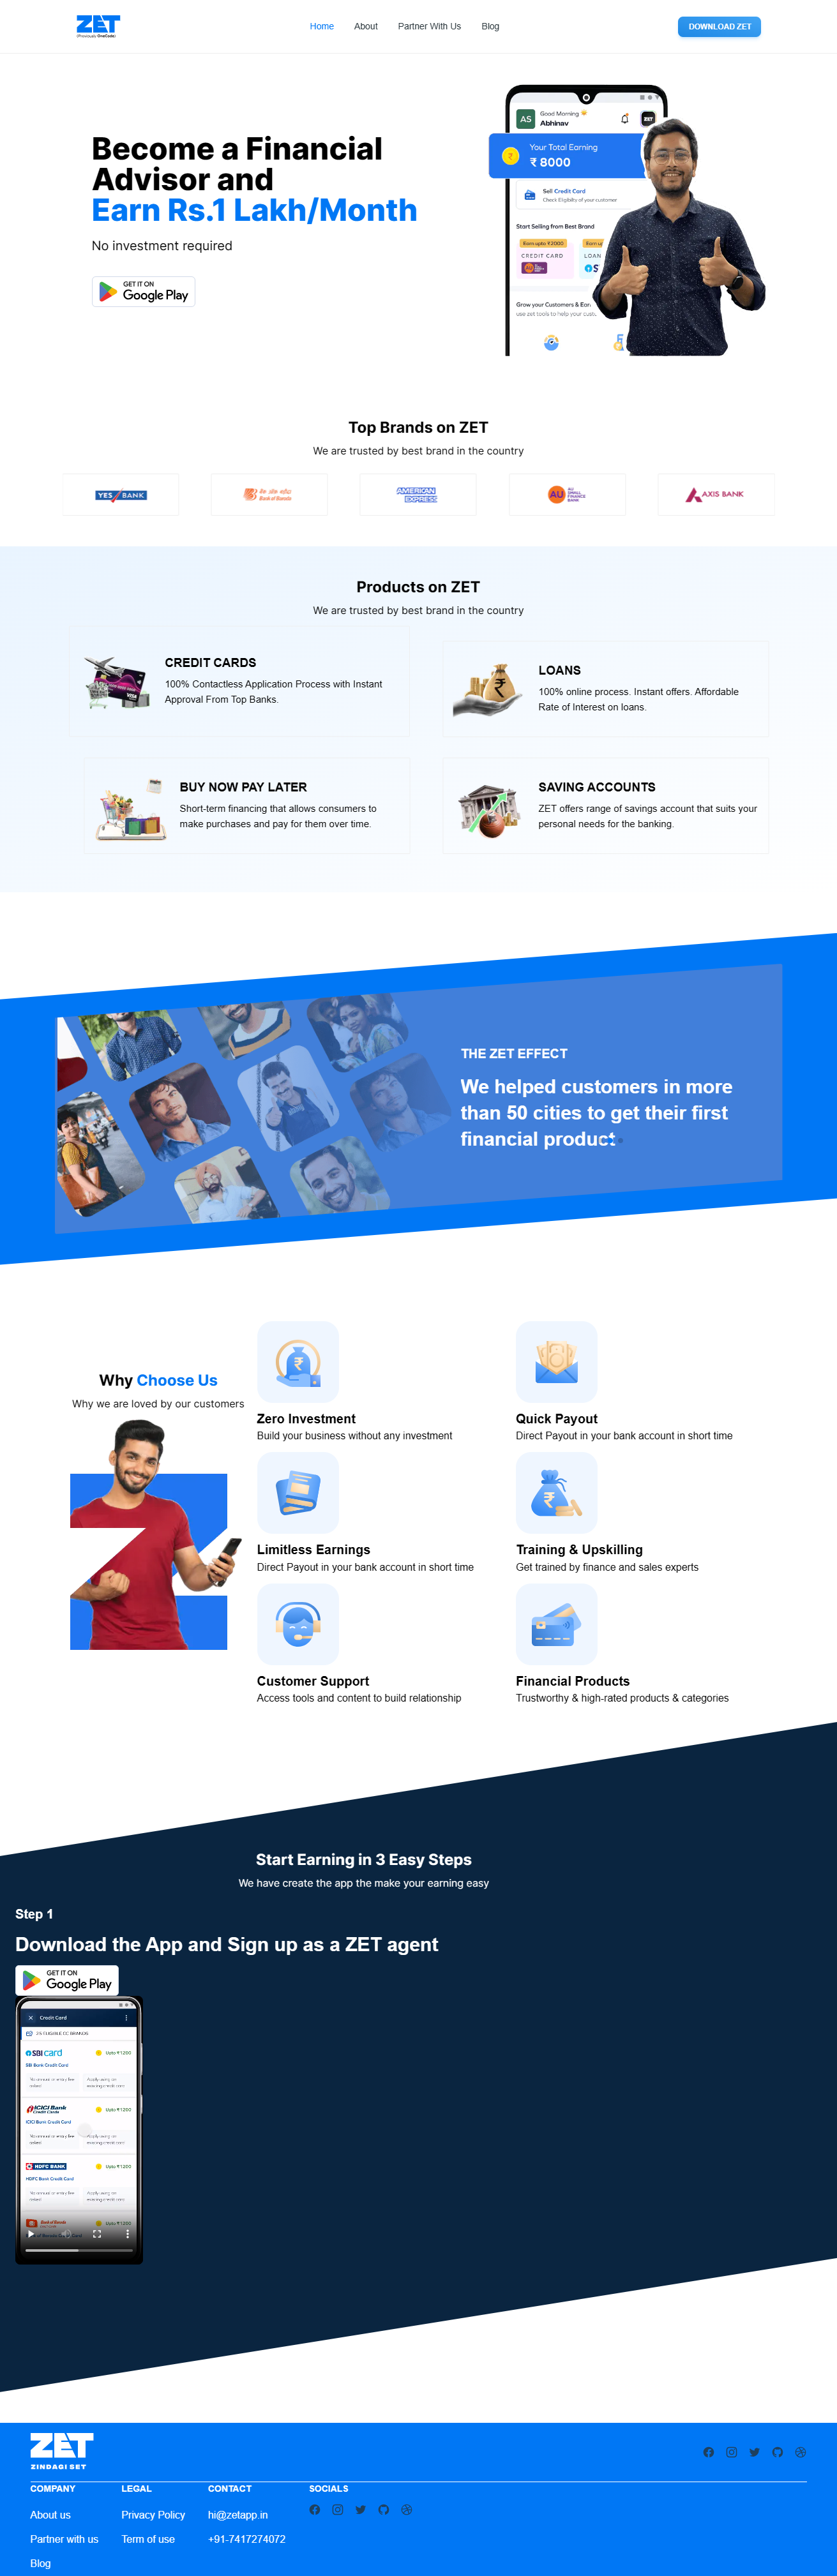 ZET
(Previously OneCode)
Home About Partner With Us Blog
DOWNLOAD ZET
Become a Financial
Advisor and
Earn Rs.1 Lakh/Month
No investment required
GET IT ON
Google Play
AS
Good Morning
Abhinav
ZET
Your Total Earning
₹ 8000
Sell Credit Card
Check Eligibility of your customer
Start Selling from Best Brand
Earn upto ₹2000
CREDIT CARD
LOAN
Grow your Customers & Ear
use zet tools to help your cust
Top Brands on ZET
We are trusted by best brand in the country
YES BANK
Bank of Baroda
AMERICAN
EXPRESS
AU
AU
SMALL
FINANCE
BANK
AXIS BANK
Products on ZET
We are trusted by best brand in the country
CREDIT CARDS
100% Contactless Application Process with Instant
Approval From Top Banks.
LOANS
100% online process. Instant offers. Affordable
Rate of Interest on loans.
BUY NOW PAY LATER
Short-term financing that allows consumers to
make purchases and pay for them over time.
SAVING ACCOUNTS
ZET offers range of savings account that suits your
personal needs for the banking.
THE ZET EFFECT
We helped customers in more
than 50 cities to get their first
financial product
Why Choose Us
Why we are loved by our customers
Zero Investment
Build your business without any investment
Quick Payout
Direct Payout in your bank account in short time
Limitless Earnings
Direct Payout in your bank account in short time
Training & Upskilling
Get trained by finance and sales experts
Customer Support
Access tools and content to build relationship
Financial Products
Trustworthy & high-rated products & categories
Start Earning in 3 Easy Steps
We have create the app the make your earning easy
Step 1
Download the App and Sign up as a ZET agent
GET IT ON
Google Play
Credit Card
SBI card
Upto ₹1200
SBI Bank Credit Card
ICICI Bank
Credit Cards
Upto ₹1200
ICICI Bank Credit Card
HDFC BANK
Upto ₹1200
HDFC Bank Credit Card
Bank of Baroda
Upto ₹1200
ZET
ZINDAGI SET
COMPANY
About us
Partner with us
Blog
LEGAL
Privacy Policy
Term of use
CONTACT
hi@zetapp.in
+91-7417274072
SOCIALS